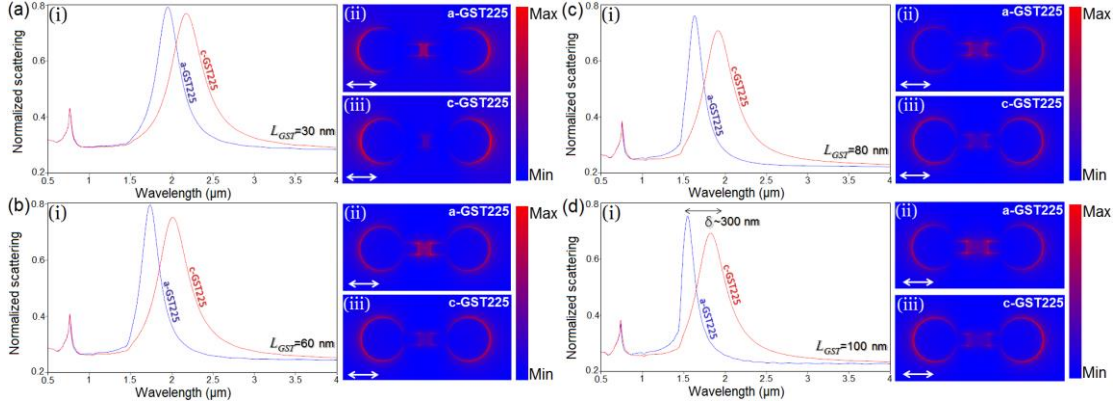 (a)
(i)
0.8
0.6
0.4
0.2
Normalized scattering
a-GST225
c-GST225
L_GST=30 nm
0.5 1 1.5 2 2.5 3 3.5 4
Wavelength (μm)
(ii)
a-GST225
(iii)
c-GST225
Max
Min
(b)
(i)
0.8
0.6
0.4
0.2
Normalized scattering
a-GST225
c-GST225
L_GST=60 nm
0.5 1 1.5 2 2.5 3 3.5 4
Wavelength (μm)
(ii)
a-GST225
(iii)
c-GST225
Max
Min
(c)
(i)
0.8
0.6
0.4
0.2
Normalized scattering
a-GST225
c-GST225
L_GST=80 nm
0.5 1 1.5 2 2.5 3 3.5 4
Wavelength (μm)
(ii)
a-GST225
(iii)
c-GST225
Max
Min
(d)
(i)
δ~300 nm
0.8
0.6
0.4
0.2
Normalized scattering
a-GST225
c-GST225
L_GST=100 nm
0.5 1 1.5 2 2.5 3 3.5 4
Wavelength (μm)
(ii)
a-GST225
(iii)
c-GST225
Max
Min